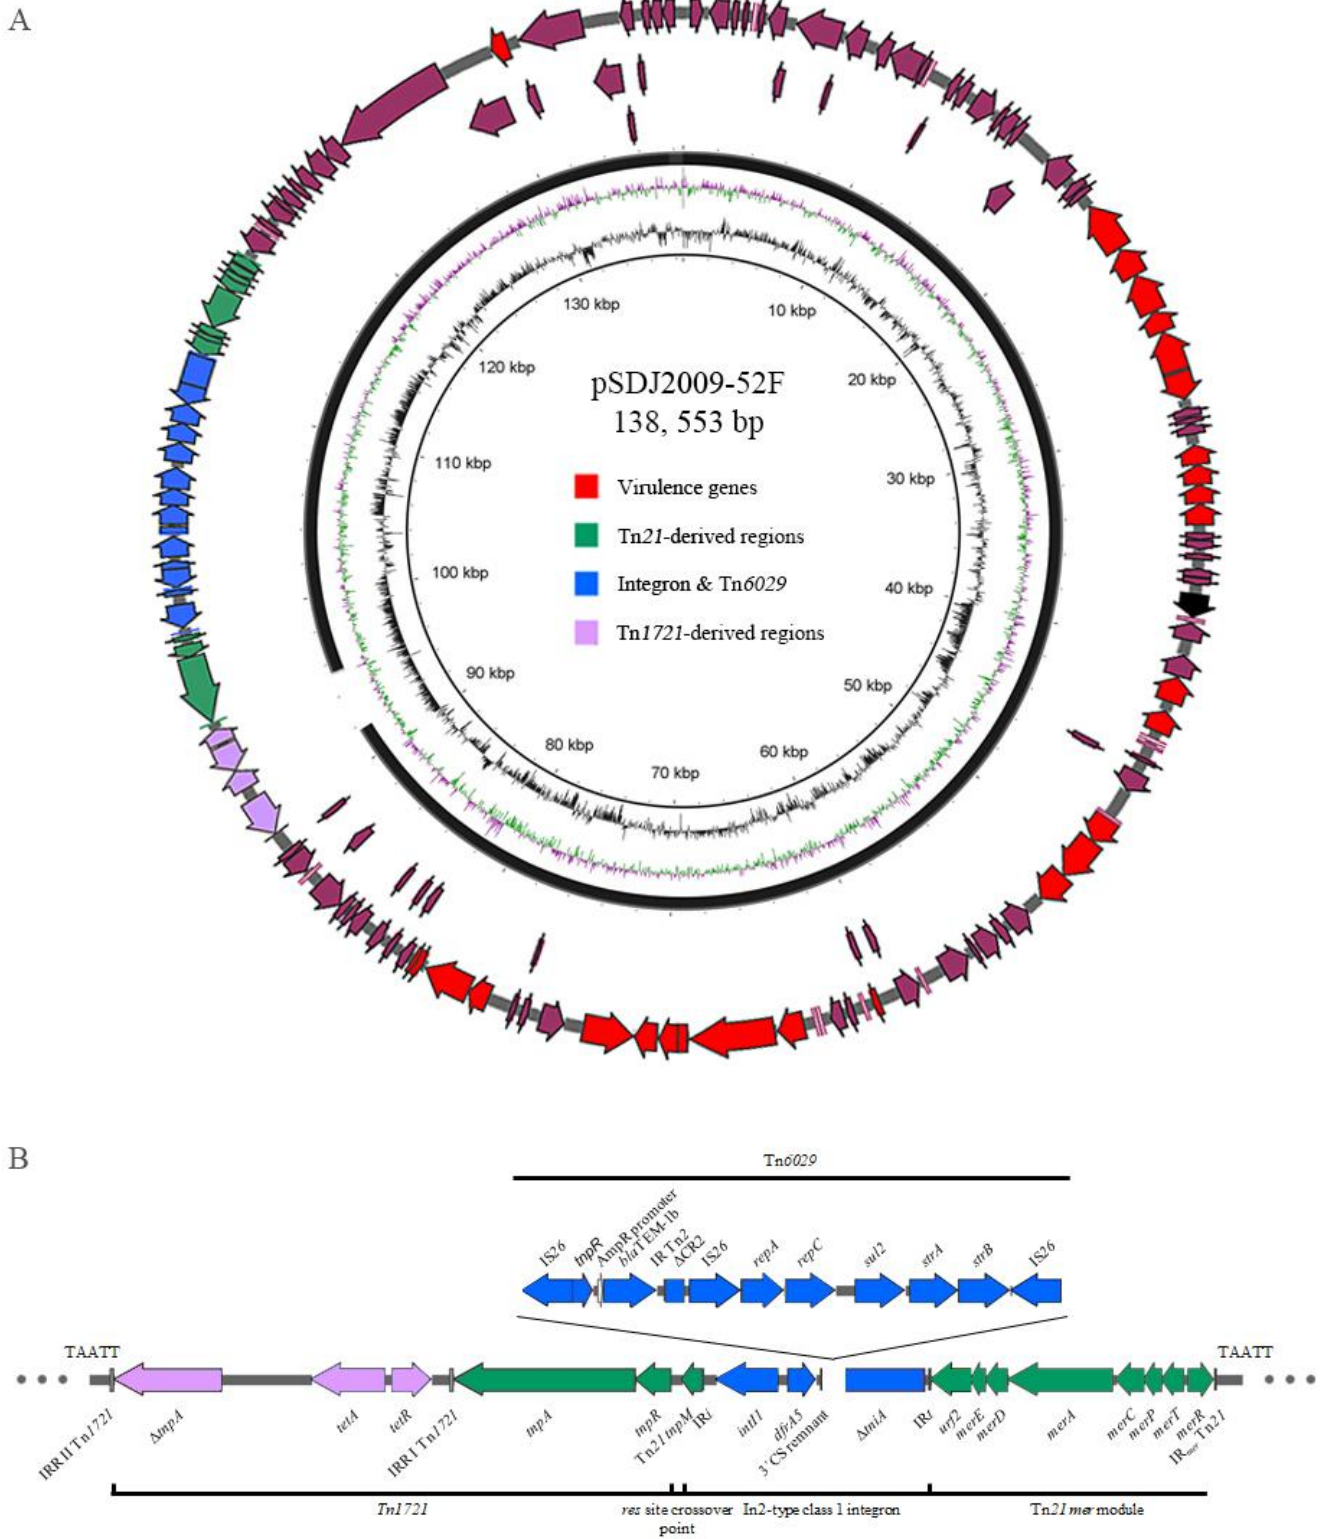 A
130 kbp
10 kbp
120 kbp
20 kbp
pSDJ2009-52F
138, 553 bp
110 kbp
30 kbp
Virulence genes
Tn21-derived regions
100 kbp
Integron & Tn6029
40 kbp
Tn1721-derived regions
90 kbp
50 kbp
80 kbp
60 kbp
70 kbp
B
Tn6029
IS26
tnpR
AmpR promoter
blaTEM-1b
IR Tn2
ΔCR2
IS26
repA
repC
sul2
strA
strB
IS26
TAATT
TAATT
IRR II Tn1721
ΔtnpA
tetA
tetR
IRR I Tn1721
tnpA
tnpR
Tn21 tnpM
IRi
intI1
dfrA5
3'CS remnant
ΔtniA
IRt
urf2
merE
merD
merA
merC
merP
merT
merR
IRmer Tn21
Tn1721
res site crossover
point
In2-type class 1 integron
Tn21 mer module